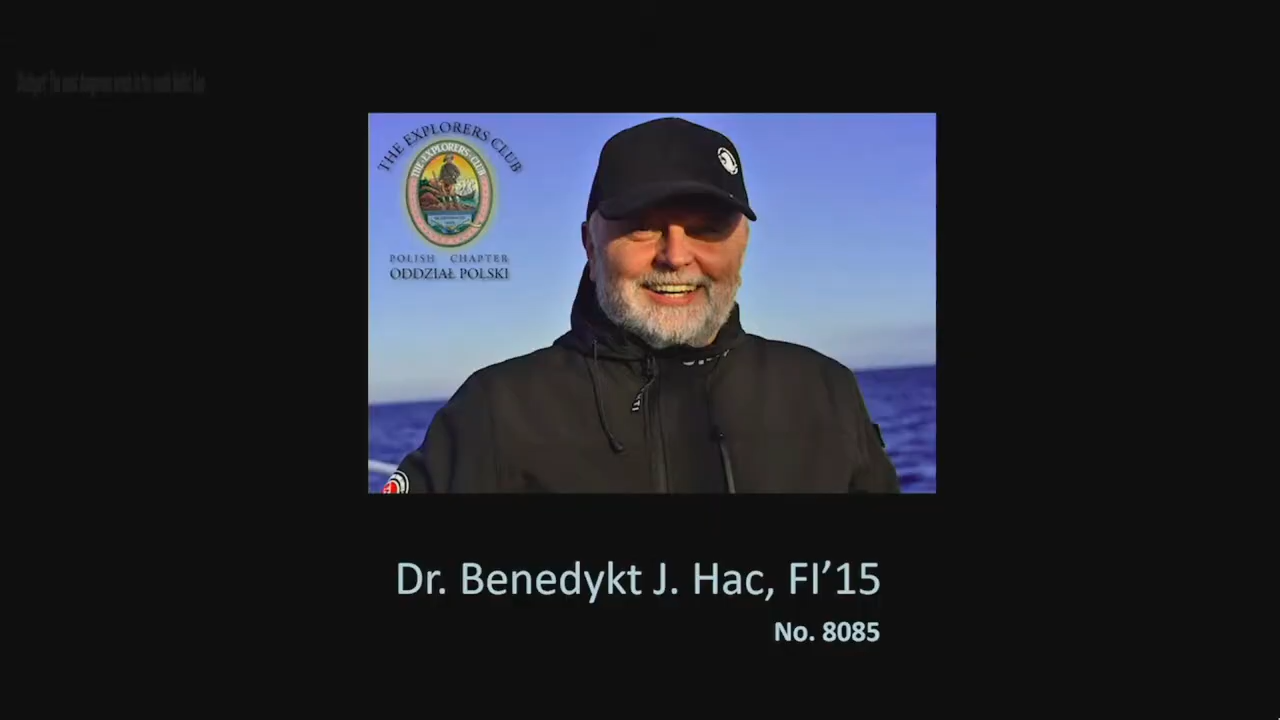 THE EXPLORERS CLUB
THE EXPLORERS CLUB
POLISH CHAPTER
ODDZIAŁ POLSKI
Dr. Benedykt J. Hac, FI’15
No. 8085